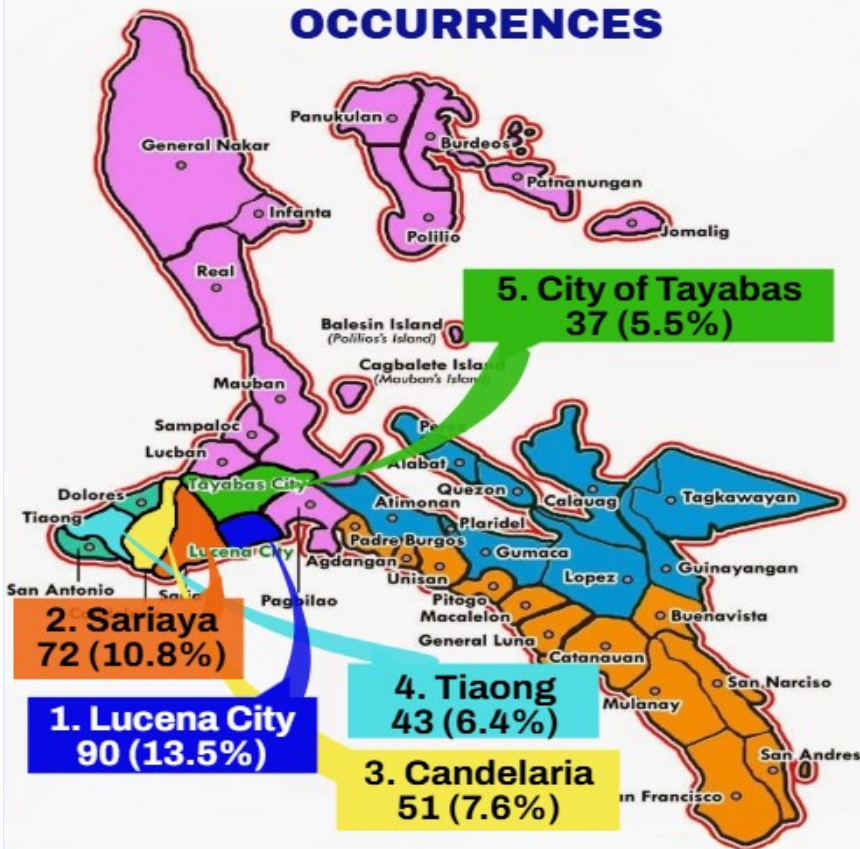 OCCURRENCES
Panukulan
Burdeos
General Nakar
Patnanungan
Infanta
Jomalig
Polilio
Real
5. City of Tayabas
37 (5.5%)
Balesin Island
(Polilios's Island)
Cagbalete Island
(Mauban's Island)
Mauban
Sampaloc
Lucban
Alabat
Tayabas City
Quezon
Calauag
Tagkawayan
Dolores
Atimonan
Tiaong
Plaridel
Padre Burgos
Gumaca
Lucena City
Agdangan
Guinayangan
Unisan
Lopez
San Antonio
Pagbilao
Pitogo
Buenavista
Macalelon
2. Sariaya
72 (10.8%)
General Luna
Catanauan
4. Tiaong
43 (6.4%)
San Narciso
Mulanay
1. Lucena City
90 (13.5%)
San Andres
3. Candelaria
51 (7.6%)
Francisco